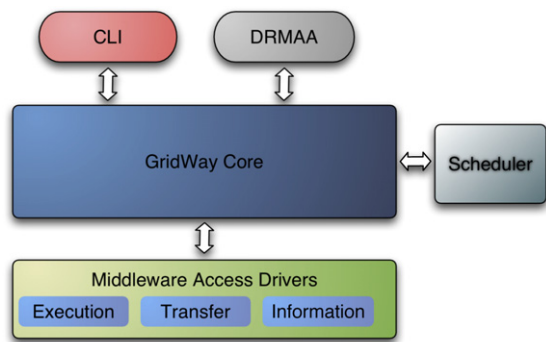 CLI
DRMAA
GridWay Core
Scheduler
Middleware Access Drivers
Execution
Transfer
Information